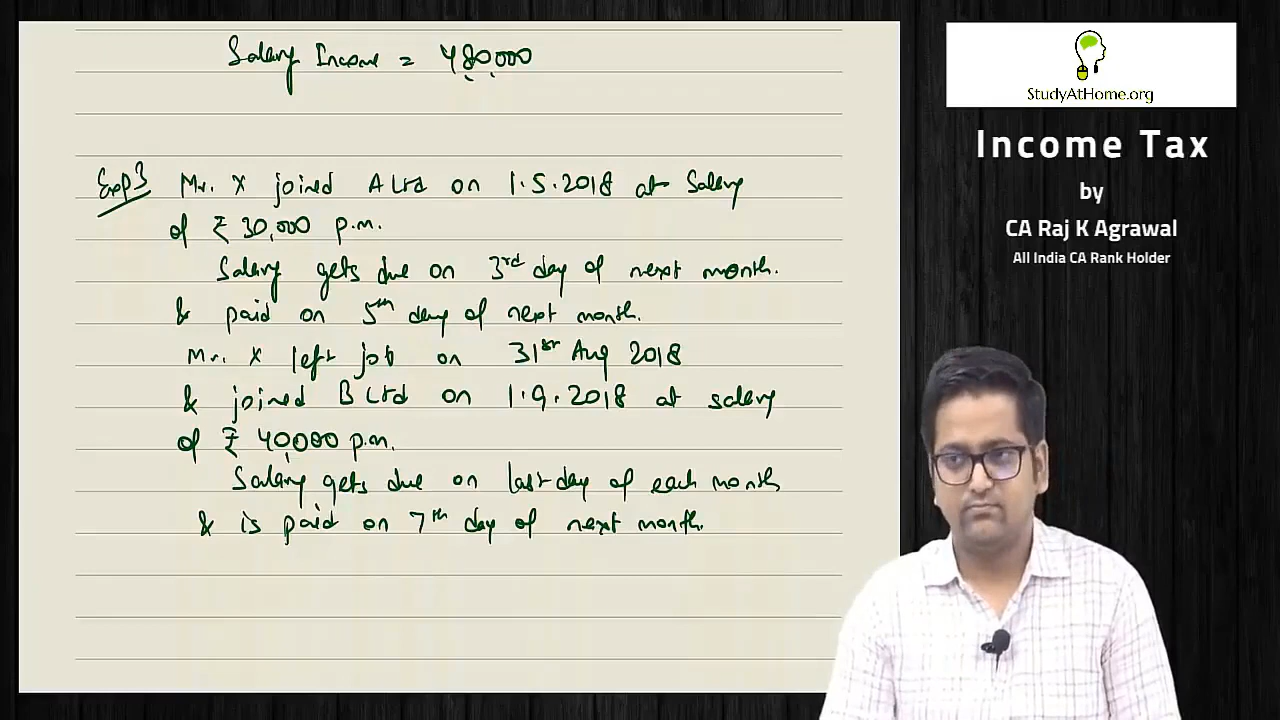 Salary Income = 480000
Exp3 Mr. X joined A Ltd on 1.5.2018 at Salary
of ₹ 30,000 p.m.
Salary gets due on 3rd day of next month.
& paid on 5th day of next month.
Mr. X left job on 31st Aug 2018
& joined B Ltd on 1.9.2018 at salary
of ₹ 40,000 p.m.
Salary gets due on last day of each month
& is paid on 7th day of next month.
StudyAtHome.org
Income Tax
by
CA Raj K Agrawal
All India CA Rank Holder